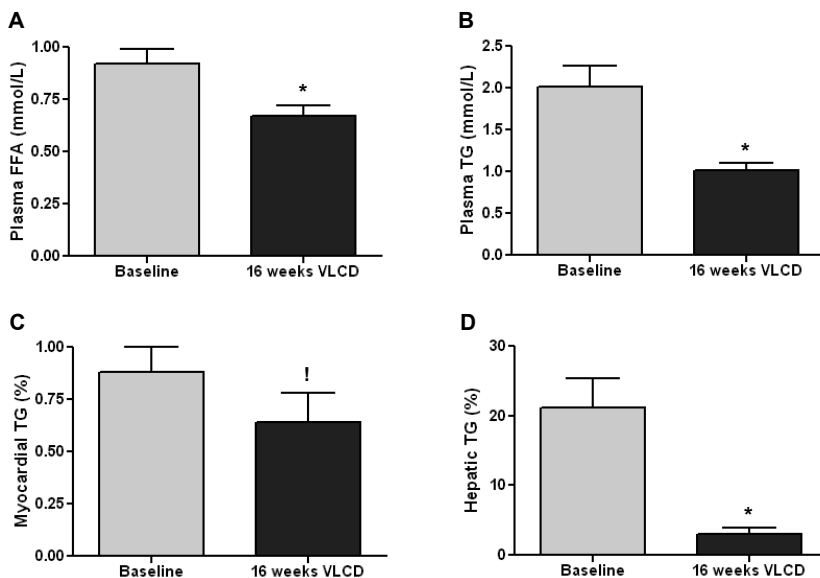 A
Plasma FFA (mmol/L)
1.00
0.75
0.50
0.25
0.00
*
Baseline
16 weeks VLCD
B
Plasma TG (mmol/L)
2.5
2.0
1.5
1.0
0.5
0.0
*
Baseline
16 weeks VLCD
C
Myocardial TG (%)
1.00
0.75
0.50
0.25
0.00
!
Baseline
16 weeks VLCD
D
Hepatic TG (%)
30
20
10
0
*
Baseline
16 weeks VLCD